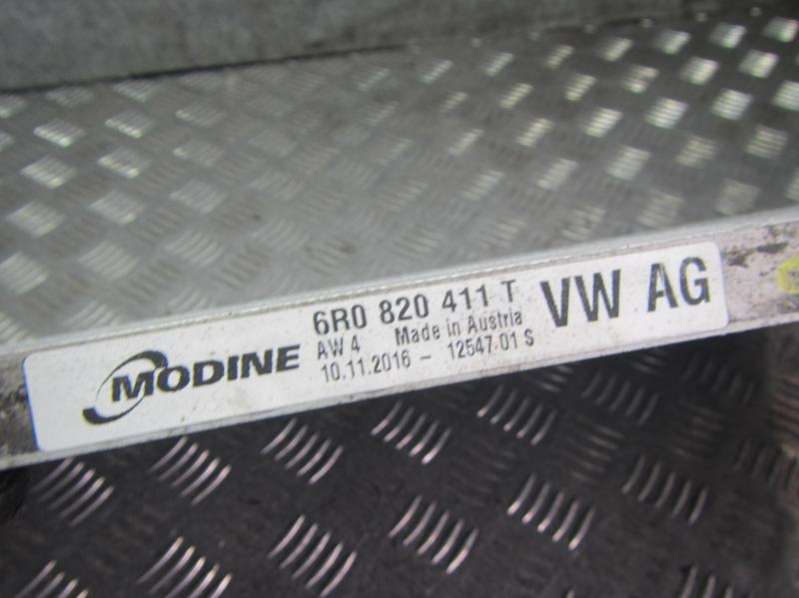 MODINE
6R0 820 411 T
AW 4 Made in Austria
10.11.2016 - 12547-01 S
VW AG